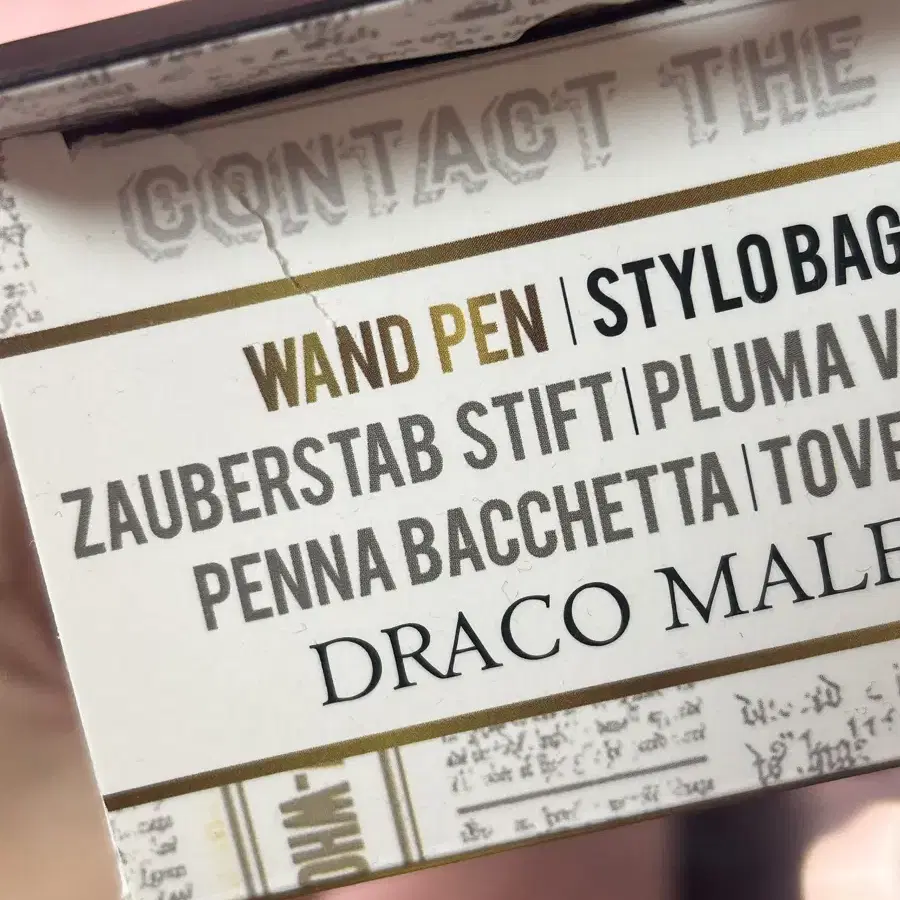 CONTACT THE
WAND PEN | STYLO BAG
ZAUBERSTAB STIFT | PLUMA V
PENNA BACCHETTA | TOVE
DRACO MALE